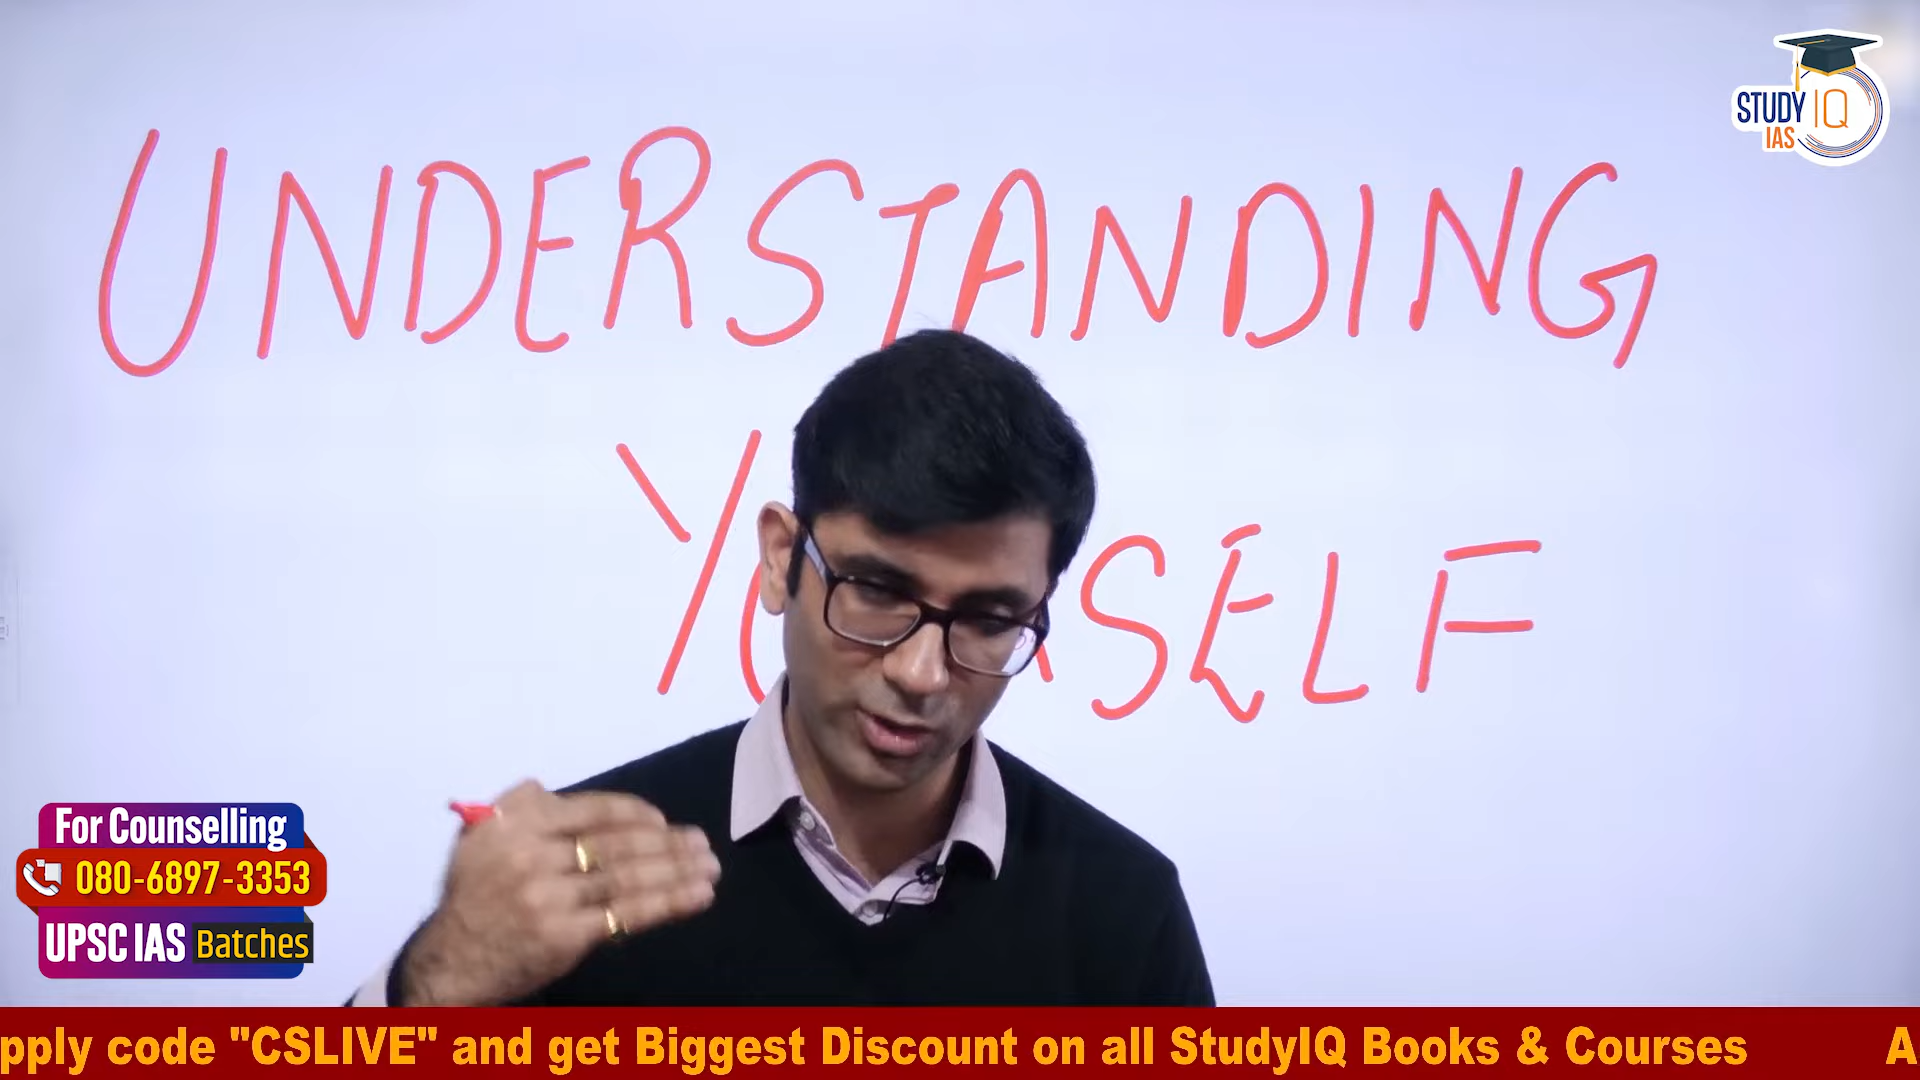 UNDERSTANDING
STUDY IQ
IAS
SELF
For Counselling
080-6897-3353
UPSC IAS Batches
pply code "CSLIVE" and get Biggest Discount on all StudyIQ Books & Courses A